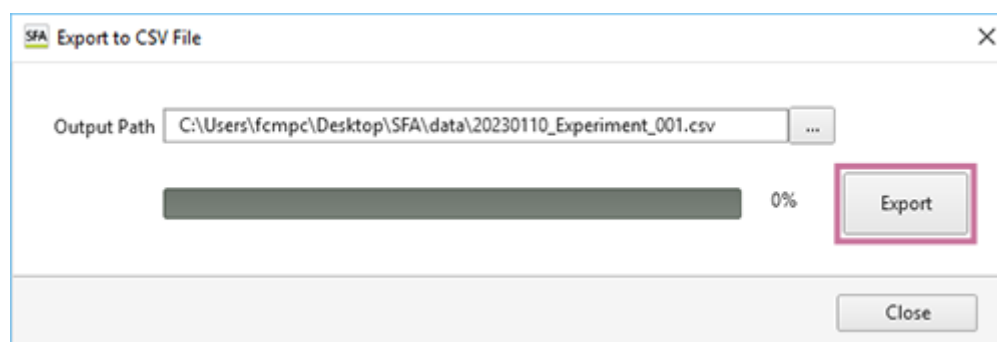 SFA Export to CSV File
Output Path C:\Users\fcmpc\Desktop\SFA\data\20230110_Experiment_001.csv ...
0% Export
Close